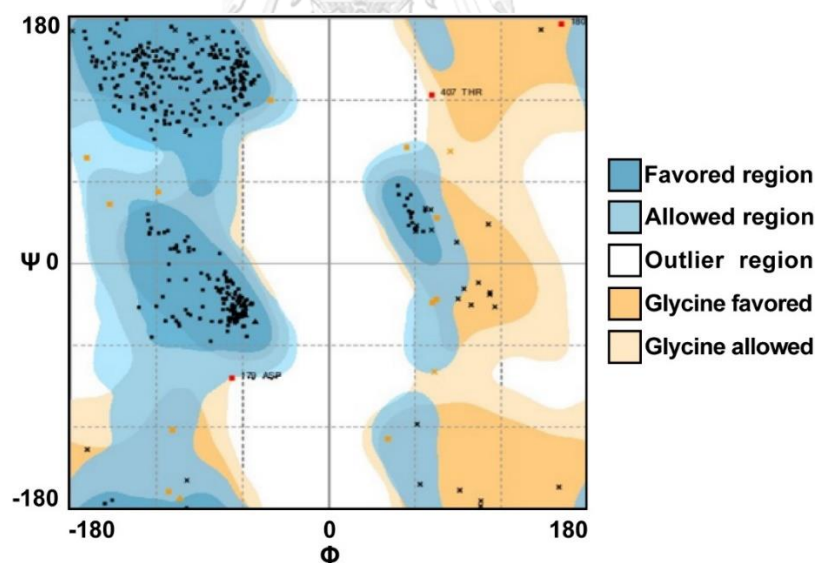 180
180
407 THR
Favored region
Allowed region
Ψ 0
Outlier region
Glycine favored
Glycine allowed
179 ASP
-180
-180
0
180
Φ